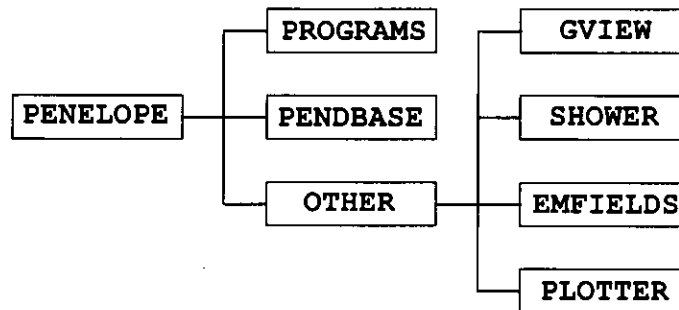 PROGRAMS
GVIEW
PENELOPE
PENDBASE
SHOWER
OTHER
EMFIELDS
PLOTTER